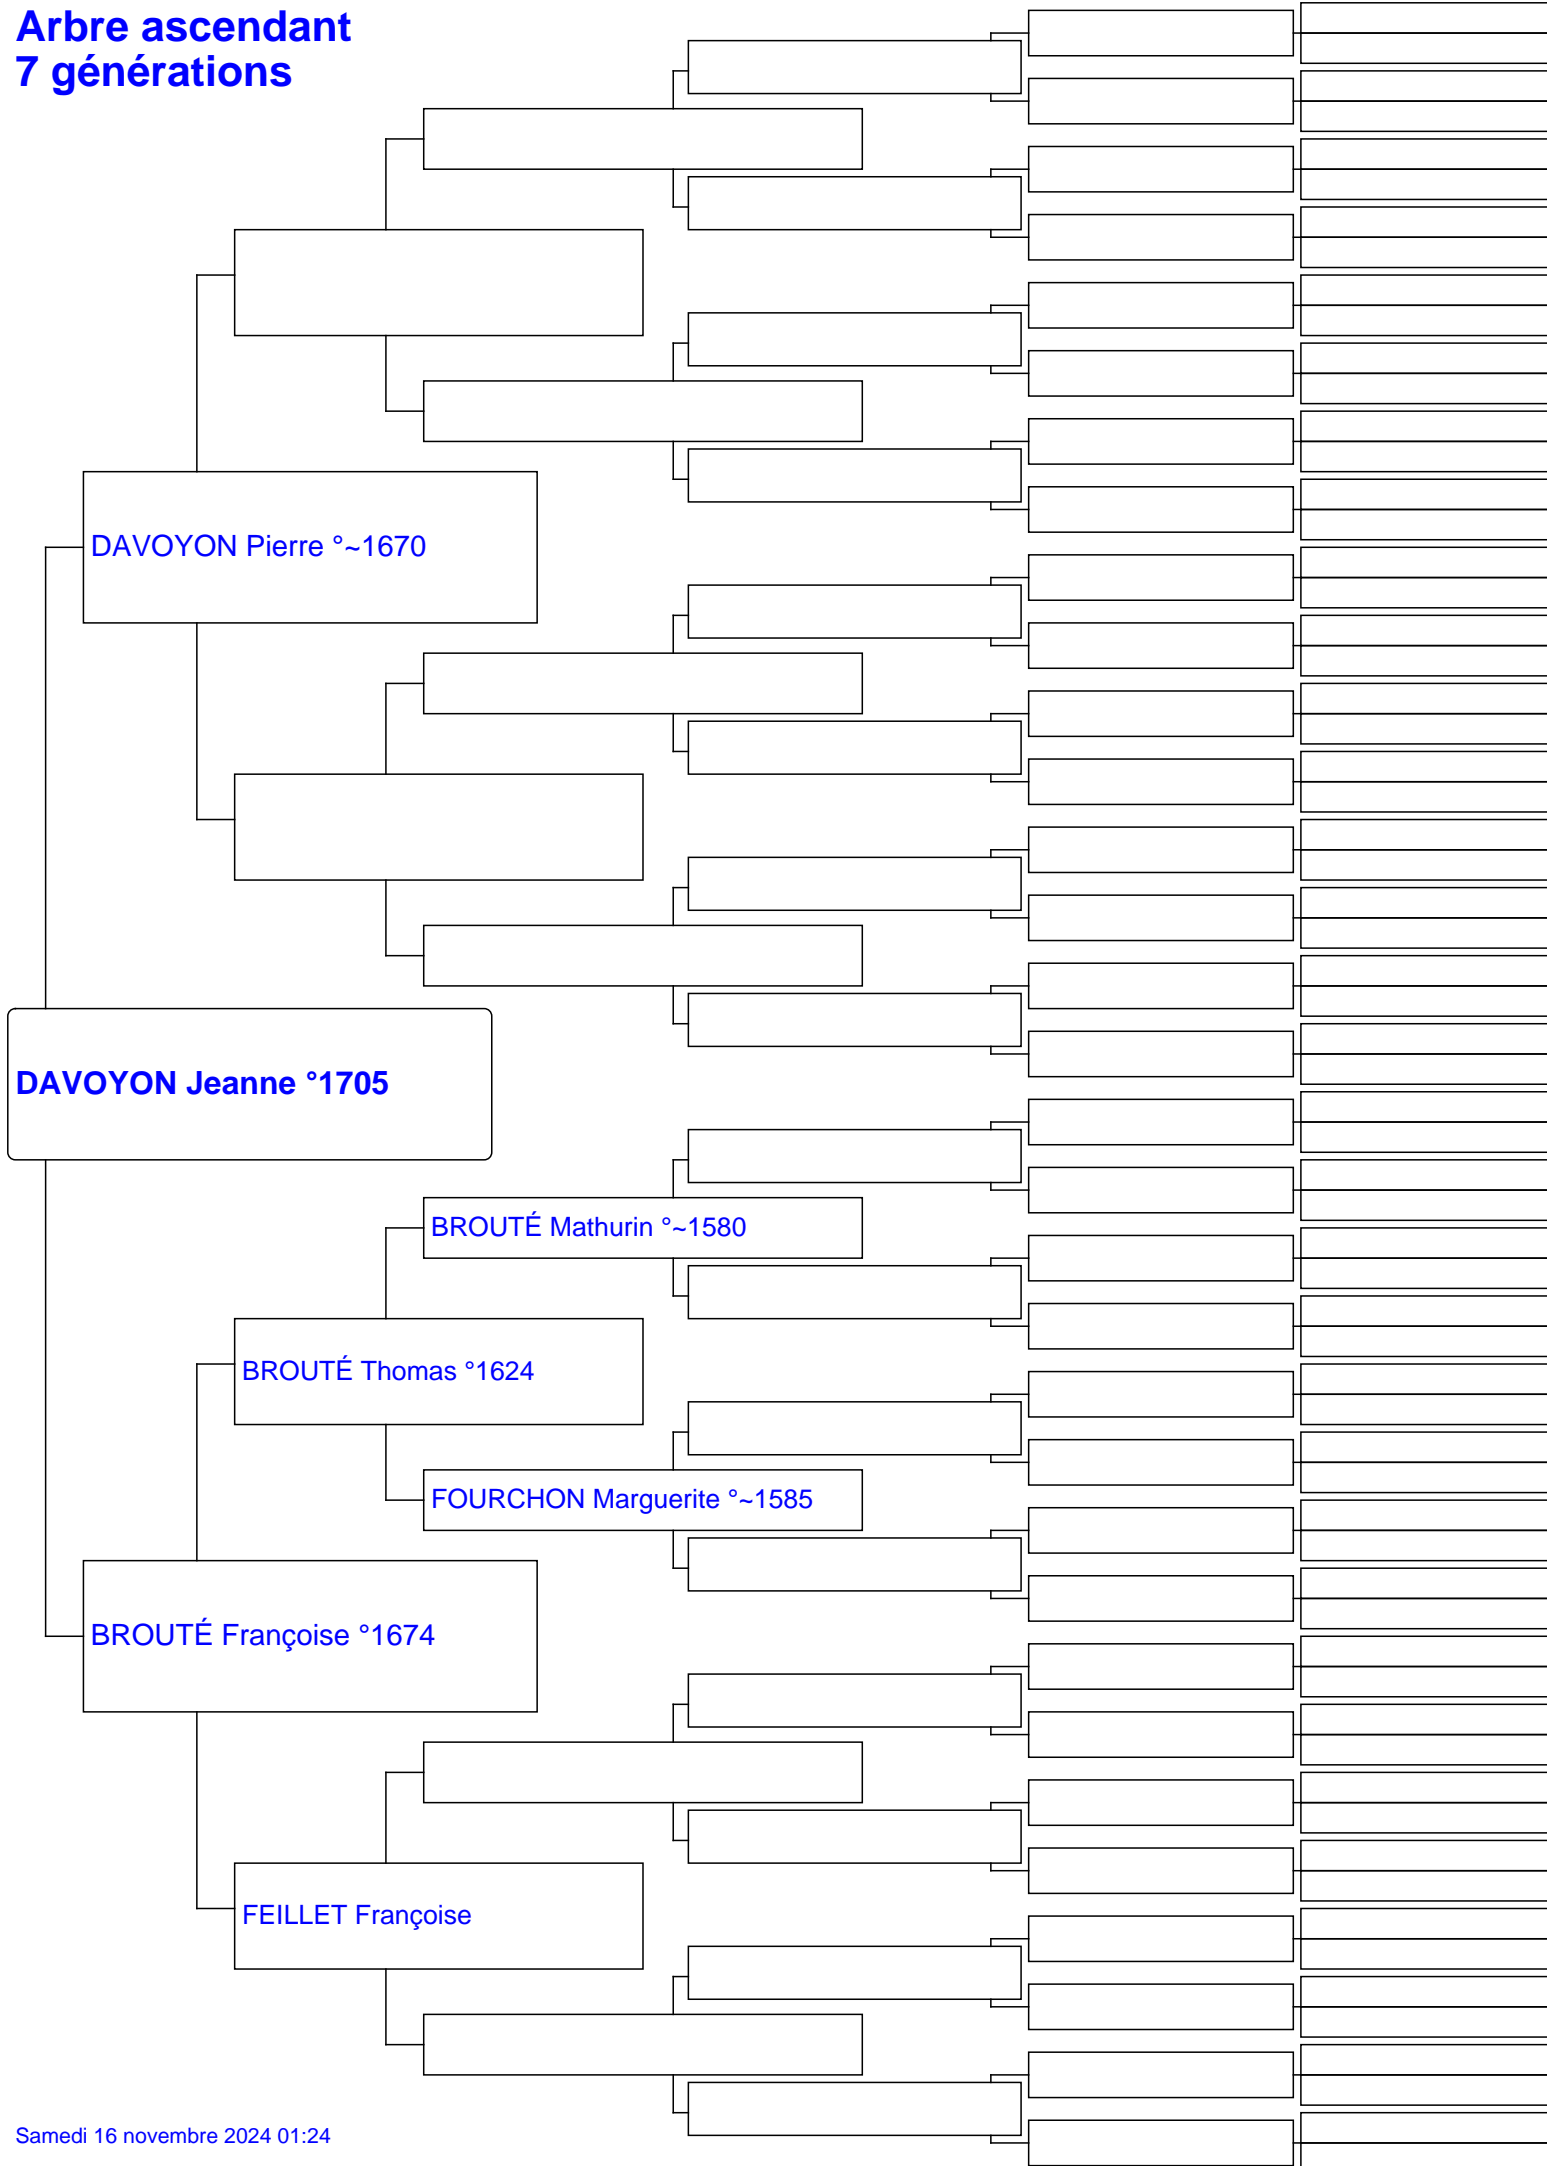 Arbre ascendant
7 générations
DAVOYON Pierre °~1670
DAVOYON Jeanne °1705
BROUTÉ Mathurin °~1580
BROUTÉ Thomas °1624
FOURCHON Marguerite °~1585
BROUTÉ Françoise °1674
FEILLET Françoise
Samedi 16 novembre 2024 01:24